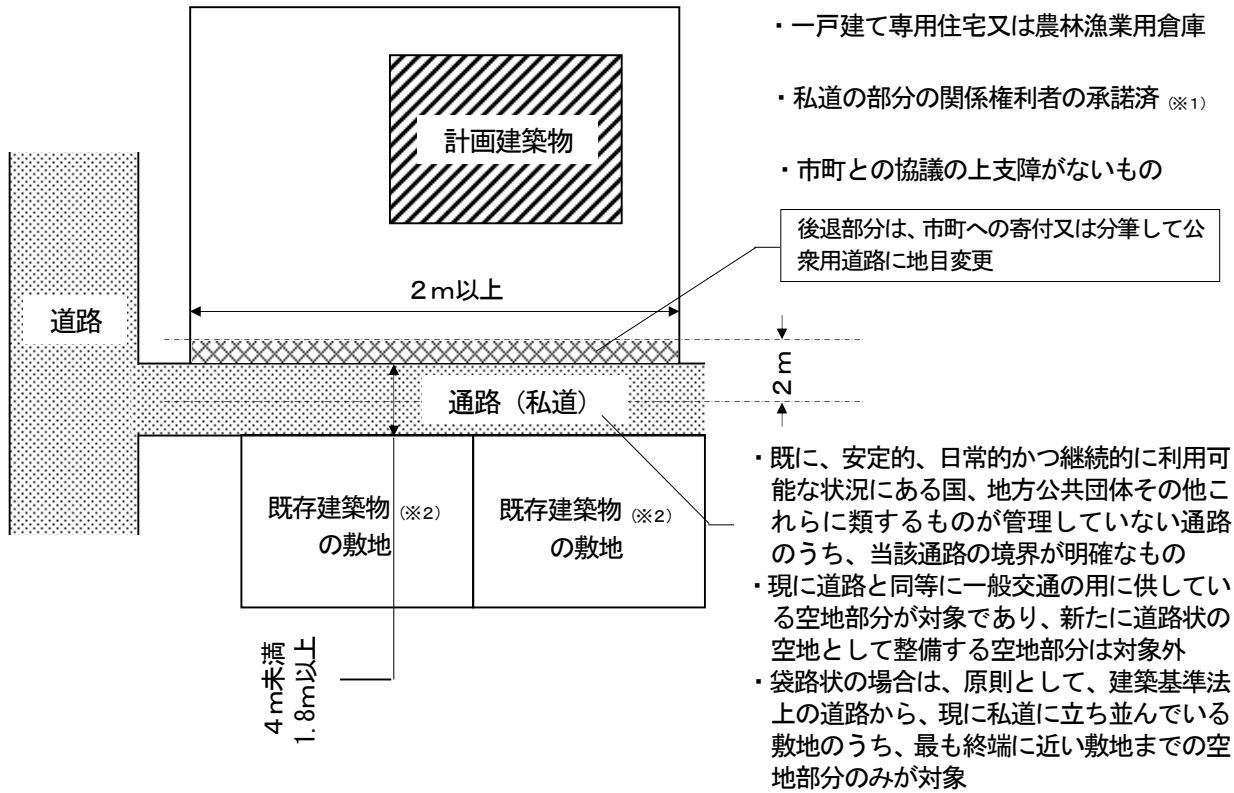 ・一戸建て専用住宅又は農林漁業用倉庫
・私道の部分の関係権利者の承諾済（※1）
・市町との協議の上支障がないもの
後退部分は、市町への寄付又は分筆して公
衆用道路に地目変更
計画建築物
2ｍ以上
道路
2ｍ
通路（私道）
既存建築物（※2）
の敷地
既存建築物（※2）
の敷地
4ｍ未満
1.8ｍ以上
・既に、安定的、日常的かつ継続的に利用可
能な状況にある国、地方公共団体その他こ
れらに類するものが管理していない通路
のうち、当該通路の境界が明確なもの
・現に道路と同等に一般交通の用に供してい
る空地部分が対象であり、新たに道路状の
空地として整備する空地部分は対象外
・袋路状の場合は、原則として、建築基準法
上の道路から、現に私道に立ち並んでいる
敷地のうち、最も終端に近い敷地までの空
地部分のみが対象